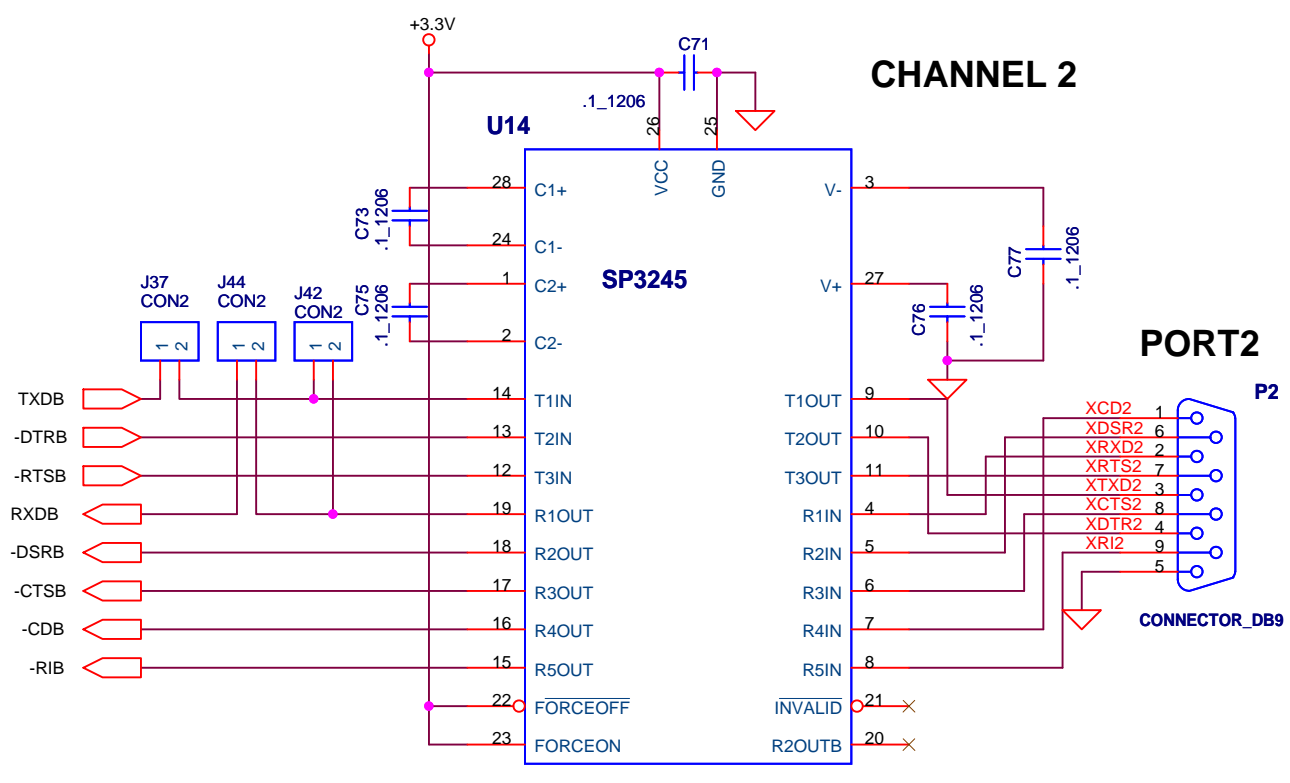 +3.3V
C71
CHANNEL 2
.1_1206
U14
26
25
VCC
GND
28
C1+
V-
3
C73
.1_1206
24
C1-
C77
.1_1206
1
C2+
SP3245
V+
27
C75
.1_1206
C76
.1_1206
2
C2-
J37
CON2
J44
CON2
J42
CON2
1
2
1
2
1
2
PORT2
P2
TXDB
14
T1IN
T1OUT
9
-DTRB
13
T2IN
T2OUT
10
-RTSB
12
T3IN
T3OUT
11
RXDB
19
R1OUT
R1IN
4
-DSRB
18
R2OUT
R2IN
5
-CTSB
17
R3OUT
R3IN
6
-CDB
16
R4OUT
R4IN
7
-RIB
15
R5OUT
R5IN
8
22
FORCEOFF
INVALID
21
23
FORCEON
R2OUTB
20
XCD2
1
XDSR2
6
XRXD2
2
XRTS2
7
XTXD2
3
XCTS2
8
XDTR2
4
XRI2
9
5
CONNECTOR_DB9